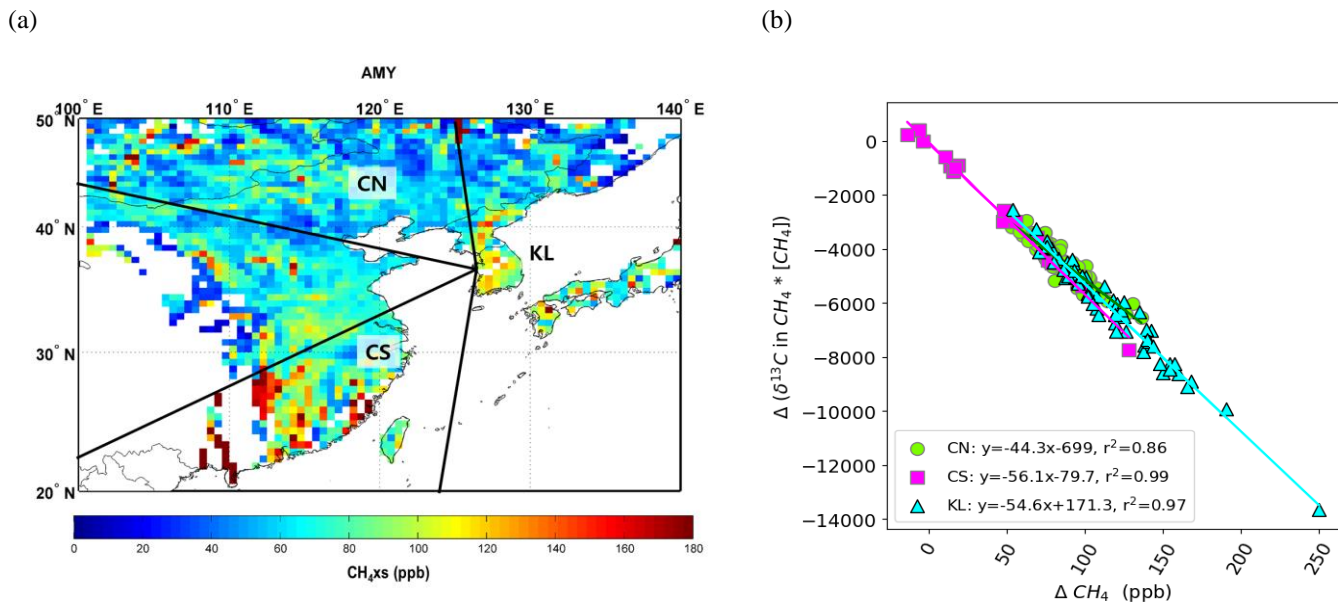 (a)
(b)
AMY
100° E 110° E 120° E 130° E 140° E
50° N
40° N
30° N
20° N
CN
KL
CS
0 20 40 60 80 100 120 140 160 180
CH₄xs (ppb)
0
−2000
−4000
−6000
−8000
−10000
−12000
−14000
Δ (δ¹³C in CH₄ * [CH₄])
CN: y=-44.3x-699, r²=0.86
CS: y=-56.1x-79.7, r²=0.99
KL: y=-54.6x+171.3, r²=0.97
0 50 100 150 200 250
Δ CH₄ (ppb)